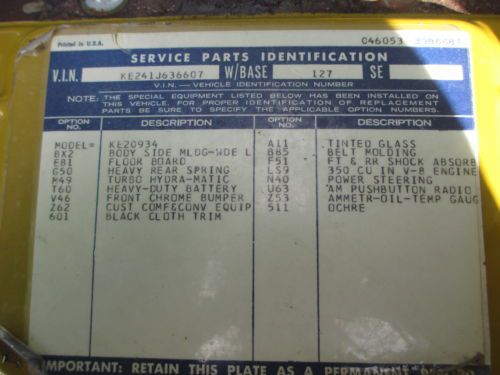 Printed in U.S.A. 046053 3986681
SERVICE PARTS IDENTIFICATION
V.I.N. KE241J636607 W/BASE 127 SE
V.I.N. — VEHICLE IDENTIFICATION NUMBER
NOTE: THE SPECIAL EQUIPMENT LISTED BELOW HAS BEEN INSTALLED ON
THIS VEHICLE. FOR PROPER IDENTIFICATION OF REPLACEMENT
PARTS BE SURE TO SPECIFY THE APPLICABLE OPTION NUMBERS.
OPTION NO. DESCRIPTION OPTION NO. DESCRIPTION
MODEL= KE20934 A11 TINTED GLASS
BX2 BODY SIDE MLDG-WDE L B85 BELT MOLDING
E81 FLOOR BOARD F51 FT & RR SHOCK ABSORB
G50 HEAVY REAR SPRING LS9 350 CU IN V-8 ENGINE
M49 TURBO HYDRA-MATIC N40 POWER STEERING
T60 HEAVY-DUTY BATTERY U63 AM PUSHBUTTON RADIO
V46 FRONT CHROME BUMPER Z53 AMMETR-OIL-TEMP GAUG
Z62 CUST COMF&CONV EQUIP 511 OCHRE
601 BLACK CLOTH TRIM
IMPORTANT: RETAIN THIS PLATE AS A PERMANENT